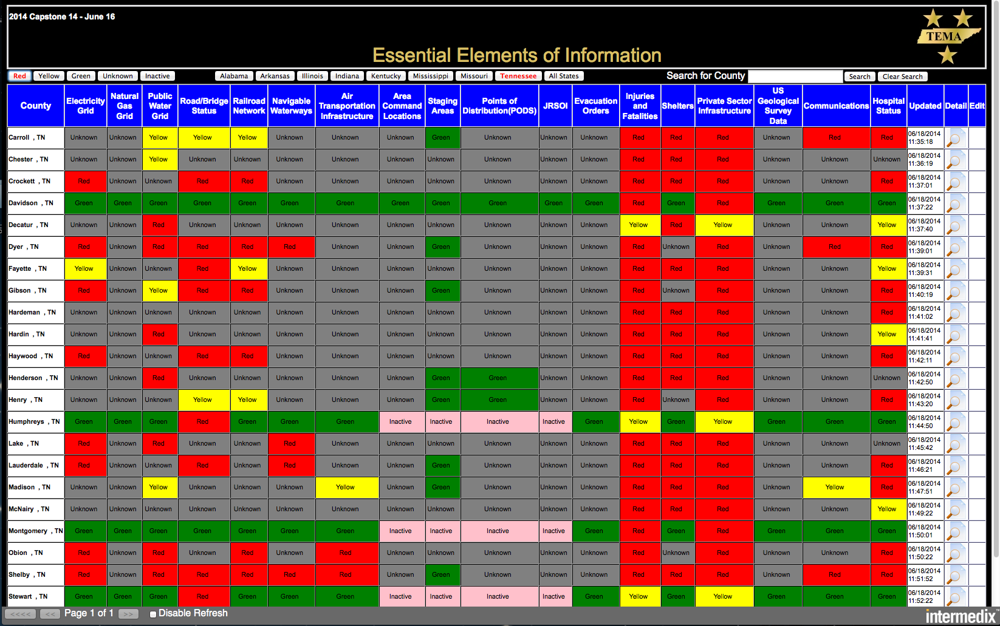 2014 Capstone 14 - June 16
TEMA
Essential Elements of Information
Red Yellow Green Unknown Inactive Alabama Arkansas Illinois Indiana Kentucky Mississippi Missouri Tennessee All States Search for County Search Clear Search
County Electricity Grid Natural Gas Grid Public Water Grid Road/Bridge Status Railroad Network Navigable Waterways Air Transportation Infrastructure Area Command Locations Staging Areas Points of Distribution(PODS) JRSOI Evacuation Orders Injuries and Fatalities Shelters Private Sector Infrastructure US Geological Survey Data Communications Hospital Status Updated Detail Edit
Carroll , TN Unknown Unknown Yellow Yellow Yellow Unknown Unknown Unknown Green Unknown Unknown Unknown Red Red Red Unknown Red Red 06/18/2014 11:35:18
Chester , TN Unknown Unknown Yellow Unknown Unknown Unknown Unknown Unknown Unknown Unknown Unknown Unknown Red Red Red Unknown Unknown Unknown 06/18/2014 11:36:19
Crockett , TN Red Unknown Unknown Red Red Unknown Unknown Unknown Unknown Unknown Unknown Unknown Red Red Red Unknown Unknown Red 06/18/2014 11:37:01
Davidson , TN Green Green Green Green Green Green Green Green Green Green Green Green Red Green Red Green Green Green 06/18/2014 11:37:22
Decatur , TN Unknown Unknown Red Unknown Unknown Unknown Unknown Unknown Unknown Unknown Unknown Unknown Yellow Red Yellow Unknown Unknown Yellow 06/18/2014 11:37:40
Dyer , TN Red Unknown Red Red Red Red Unknown Unknown Green Unknown Unknown Unknown Red Unknown Red Unknown Red Red 06/18/2014 11:39:01
Fayette , TN Yellow Unknown Unknown Red Yellow Unknown Unknown Unknown Unknown Unknown Unknown Unknown Red Red Red Unknown Unknown Yellow 06/18/2014 11:39:31
Gibson , TN Red Unknown Yellow Red Red Unknown Unknown Unknown Green Unknown Unknown Unknown Red Unknown Red Unknown Unknown Red 06/18/2014 11:40:19
Hardeman , TN Unknown Unknown Unknown Unknown Unknown Unknown Unknown Unknown Unknown Unknown Unknown Unknown Red Red Red Unknown Unknown Red 06/18/2014 11:41:02
Hardin , TN Unknown Unknown Red Unknown Unknown Unknown Unknown Unknown Unknown Unknown Unknown Unknown Red Red Red Unknown Unknown Yellow 06/18/2014 11:41:41
Haywood , TN Red Unknown Unknown Red Red Unknown Unknown Unknown Unknown Unknown Unknown Unknown Red Red Red Unknown Unknown Red 06/18/2014 11:42:11
Henderson , TN Unknown Unknown Red Unknown Unknown Unknown Unknown Unknown Green Green Unknown Unknown Red Red Red Unknown Unknown Unknown 06/18/2014 11:42:50
Henry , TN Unknown Unknown Unknown Yellow Yellow Unknown Unknown Unknown Green Green Unknown Unknown Red Unknown Red Unknown Unknown Red 06/18/2014 11:43:20
Humphreys , TN Green Green Green Red Green Green Green Inactive Inactive Inactive Inactive Green Yellow Green Yellow Green Green Green 06/18/2014 11:44:50
Lake , TN Red Unknown Red Unknown Unknown Red Unknown Unknown Unknown Unknown Unknown Unknown Red Red Red Unknown Unknown Unknown 06/18/2014 11:45:42
Lauderdale , TN Red Unknown Unknown Red Unknown Red Unknown Unknown Green Unknown Unknown Unknown Red Red Red Unknown Unknown Red 06/18/2014 11:46:21
Madison , TN Unknown Unknown Yellow Unknown Unknown Unknown Yellow Unknown Green Unknown Unknown Unknown Red Red Red Unknown Yellow Red 06/18/2014 11:47:51
McNairy , TN Unknown Unknown Unknown Unknown Unknown Unknown Unknown Unknown Unknown Unknown Unknown Unknown Red Red Red Unknown Unknown Yellow 06/18/2014 11:49:22
Montgomery , TN Green Green Green Green Green Green Green Inactive Inactive Inactive Inactive Green Red Green Red Green Green Green 06/18/2014 11:50:01
Obion , TN Red Unknown Red Unknown Red Unknown Red Unknown Unknown Unknown Unknown Unknown Red Unknown Red Unknown Unknown Red 06/18/2014 11:50:22
Shelby , TN Red Unknown Red Red Red Red Red Unknown Green Unknown Unknown Unknown Red Red Red Unknown Red Red 06/18/2014 11:51:52
Stewart , TN Green Green Green Red Green Green Green Inactive Inactive Inactive Inactive Green Yellow Green Yellow Green Green Green 06/18/2014 11:52:22
<<<< << Page 1 of 1 >> Disable Refresh intermedix™